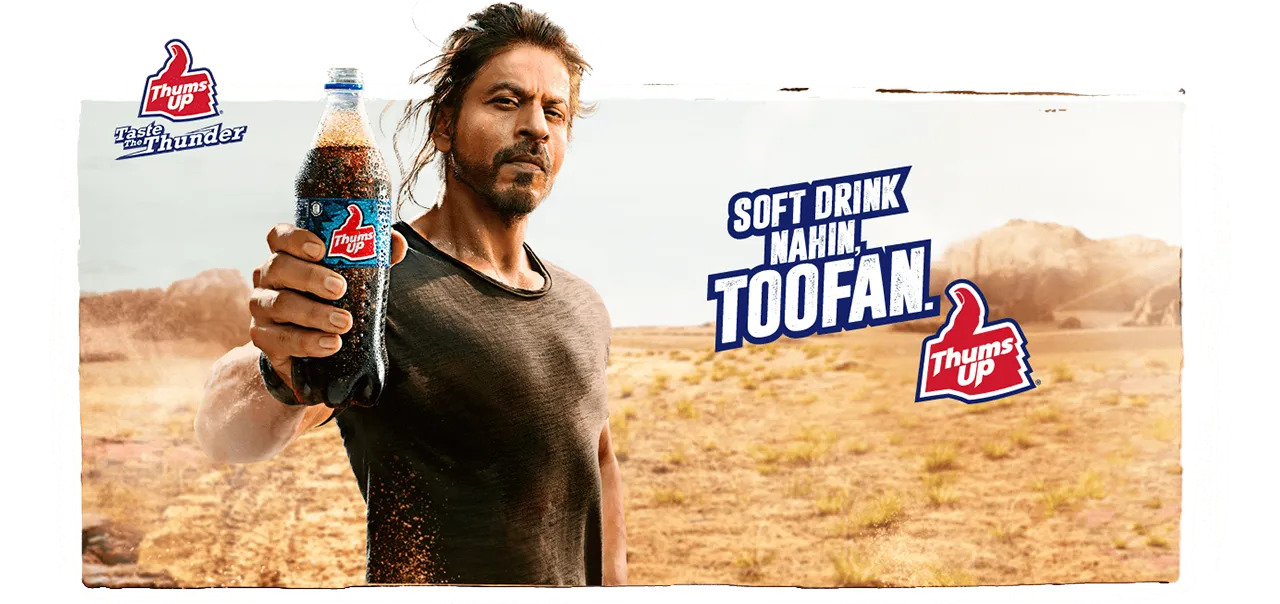 Thums
UP
Taste
The Thunder
Thums
UP
SOFT DRINK
NAHIN,
TOOFAN.
Thums
UP